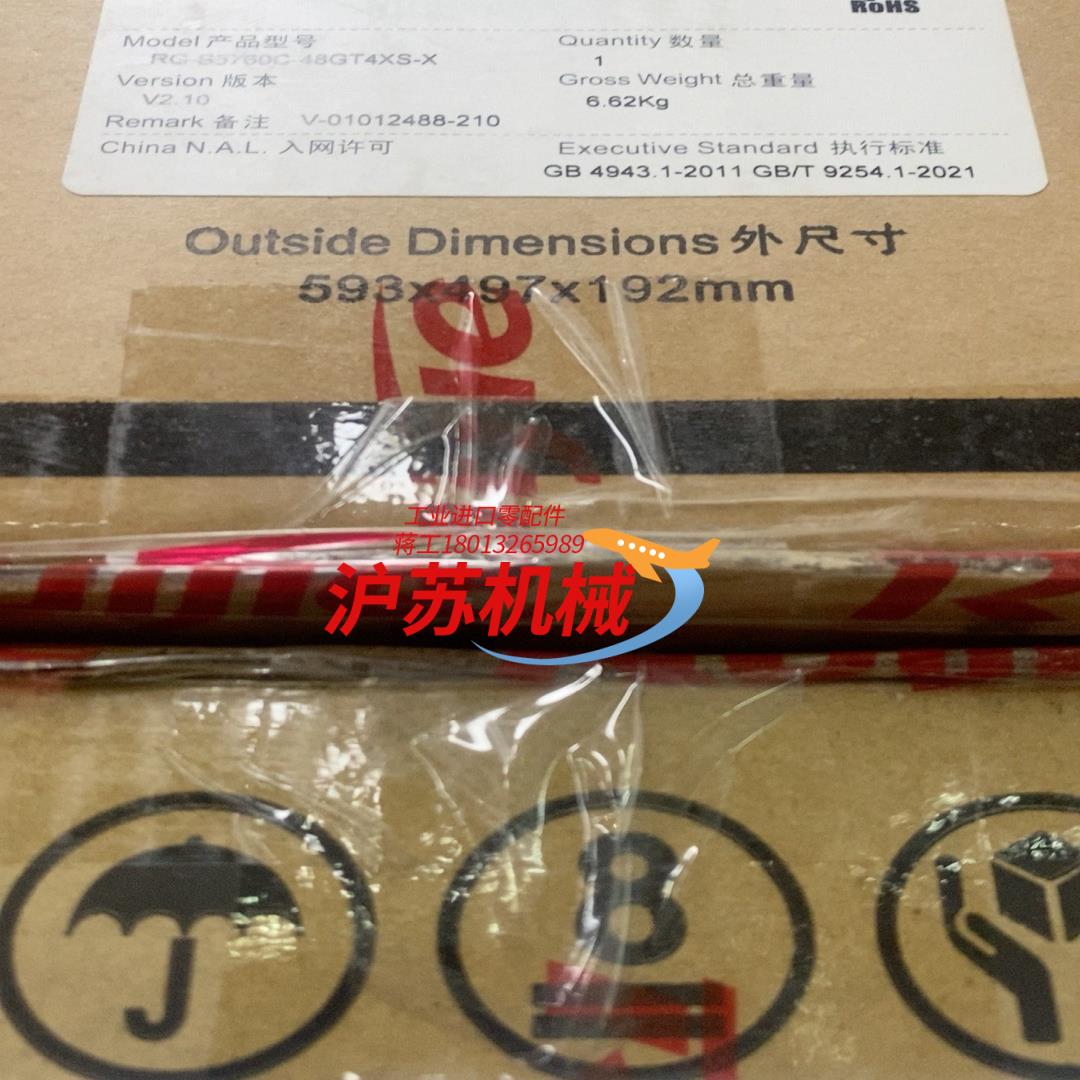 RoHS
Model 产品型号
RG-S5760C-48GT4XS-X
Quantity 数量
1
Version 版本
V2.10
Gross Weight 总重量
6.62Kg
Remark 备注 V-01012488-210
China N.A.L. 入网许可
Executive Standard 执行标准
GB 4943.1-2011 GB/T 9254.1-2021
Outside Dimensions 外尺寸
593x497x192mm
工业进口零配件
蒋工18013265989
沪苏机械
8